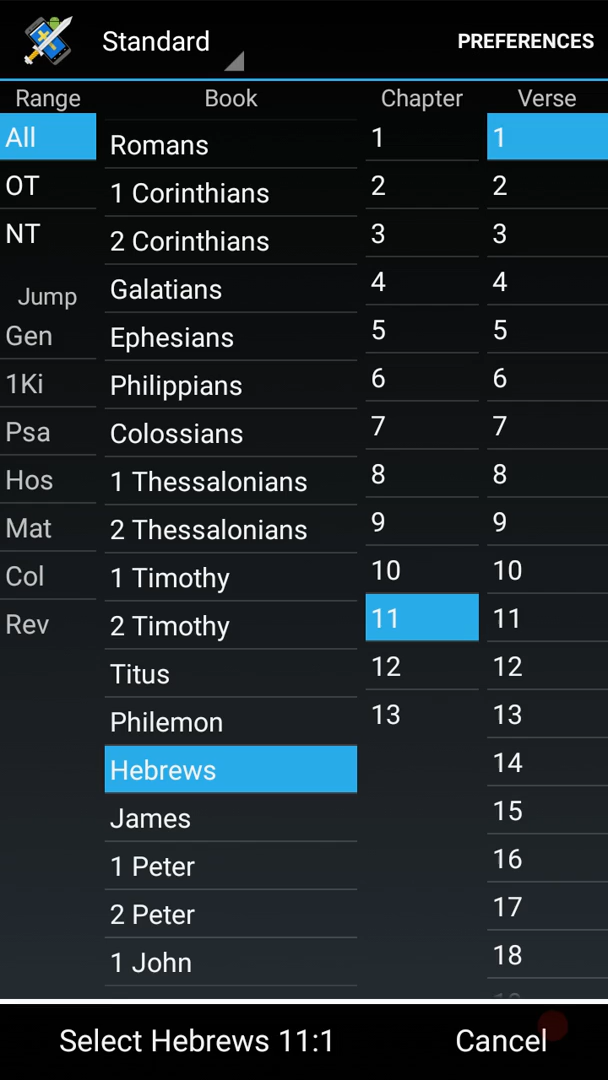 Standard
PREFERENCES
Range
Book
Chapter
Verse
All
OT
NT
Jump
Gen
1Ki
Psa
Hos
Mat
Col
Rev
Romans
1 Corinthians
2 Corinthians
Galatians
Ephesians
Philippians
Colossians
1 Thessalonians
2 Thessalonians
1 Timothy
2 Timothy
Titus
Philemon
Hebrews
James
1 Peter
2 Peter
1 John
1
2
3
4
5
6
7
8
9
10
11
12
13
1
2
3
4
5
6
7
8
9
10
11
12
13
14
15
16
17
18
Select Hebrews 11:1
Cancel